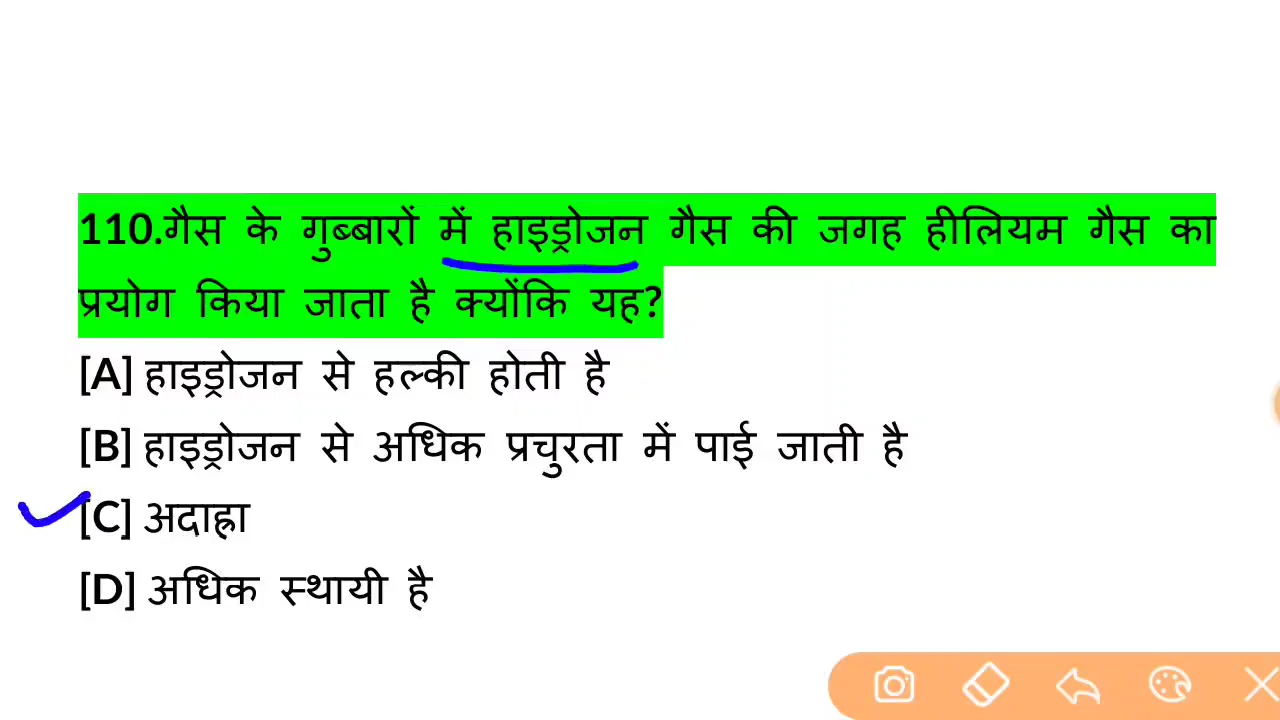 110.गैस के गुब्बारों में हाइड्रोजन गैस की जगह हीलियम गैस का
प्रयोग किया जाता है क्योंकि यह?
[A] हाइड्रोजन से हल्की होती है
[B] हाइड्रोजन से अधिक प्रचुरता में पाई जाती है
[C] अदाह्रा
[D] अधिक स्थायी है